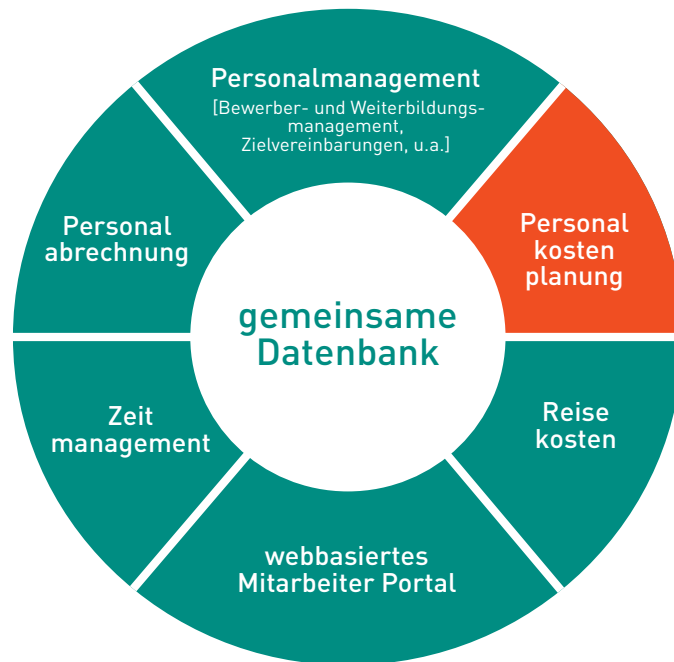 Personalmanagement
[Bewerber- und Weiterbildungs-
management,
Zielvereinbarungen, u.a.]
Personal
kosten
planung
Reise
kosten
webbasiertes
Mitarbeiter Portal
Zeit
management
Personal
abrechnung
gemeinsame
Datenbank